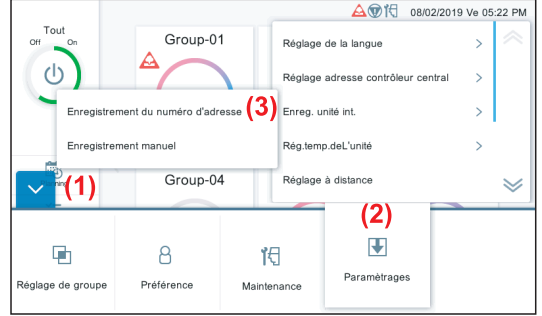 08/02/2019 Ve 05:22 PM
Tout
Off On
Group-01
Réglage de la langue
Réglage adresse contrôleur central
Enregistrement du numéro d'adresse (3)
Enreg. unité int.
Enregistrement manuel
Rég.temp.deL'unité
(1)
Group-04
Réglage à distance
(2)
Réglage de groupe
Préférence
Maintenance
Paramètrages